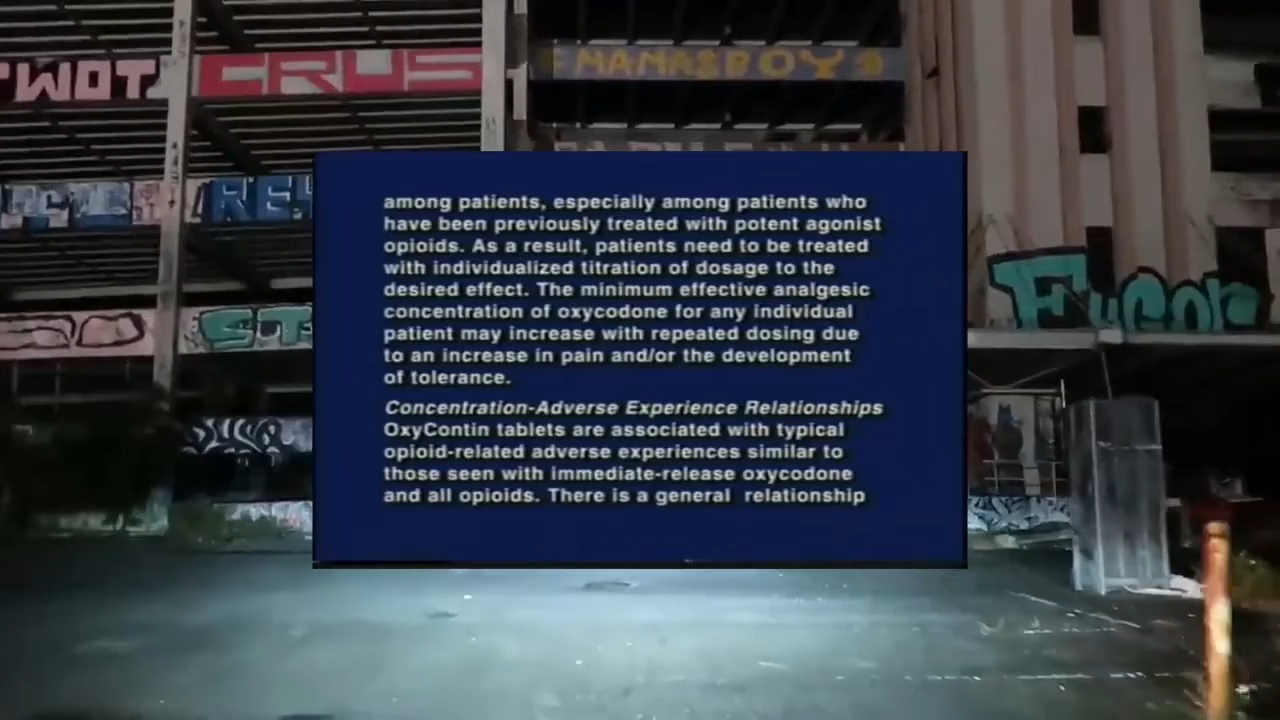 TWOT
CRUS
MAMASBOY
RE
ST
among patients, especially among patients who
have been previously treated with potent agonist
opioids. As a result, patients need to be treated
with individualized titration of dosage to the
desired effect. The minimum effective analgesic
concentration of oxycodone for any individual
patient may increase with repeated dosing due
to an increase in pain and/or the development
of tolerance.
Concentration-Adverse Experience Relationships
OxyContin tablets are associated with typical
opioid-related adverse experiences similar to
those seen with immediate-release oxycodone
and all opioids. There is a general relationship